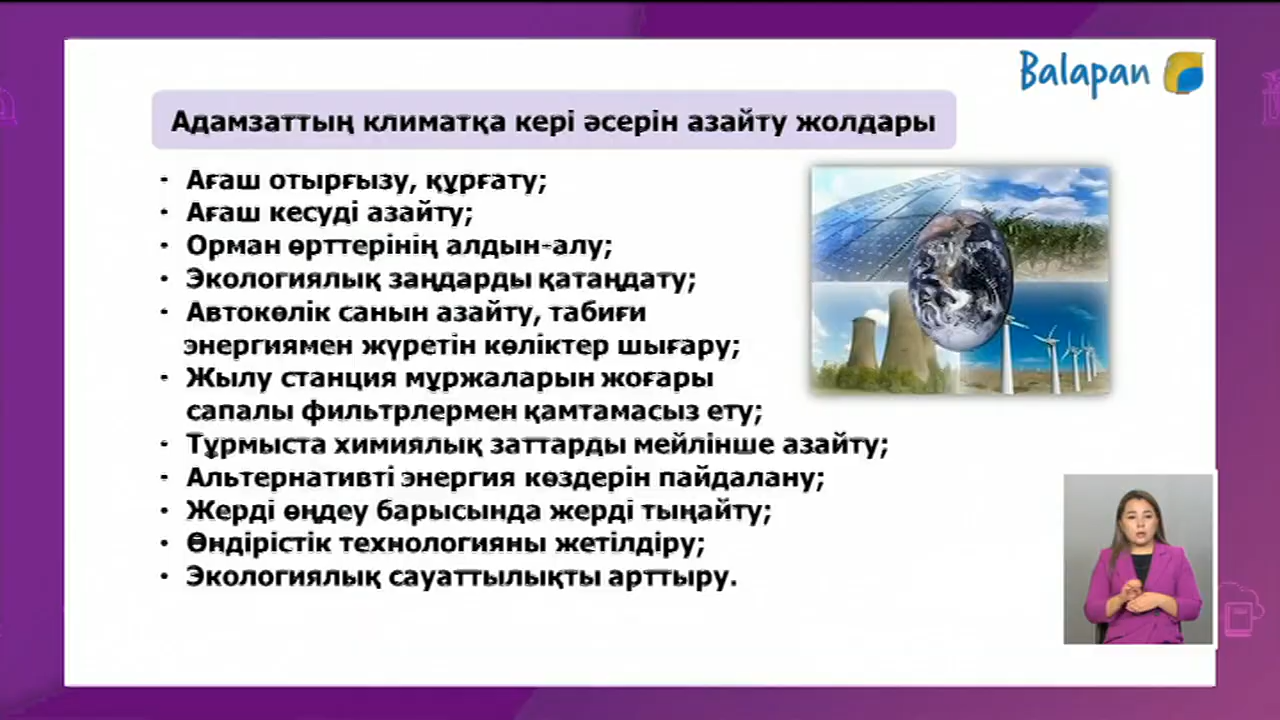 Balapan
Адамзаттың климатқа кері әсерін азайту жолдары
- Ағаш отырғызу, құрғату;
- Ағаш кесуді азайту;
- Орман өрттерінің алдын-алу;
- Экологиялық заңдарды қатаңдату;
- Автокөлік санын азайту, табиғи
энергиямен жүретін көліктер шығару;
- Жылу станция мұржаларын жоғары
сапалы фильтрлермен қамтамасыз ету;
- Тұрмыста химиялық заттарды мейлінше азайту;
- Альтернативті энергия көздерін пайдалану;
- Жерді өңдеу барысында жерді тыңайту;
- Өндірістік технологияны жетілдіру;
- Экологиялық сауаттылықты арттыру.